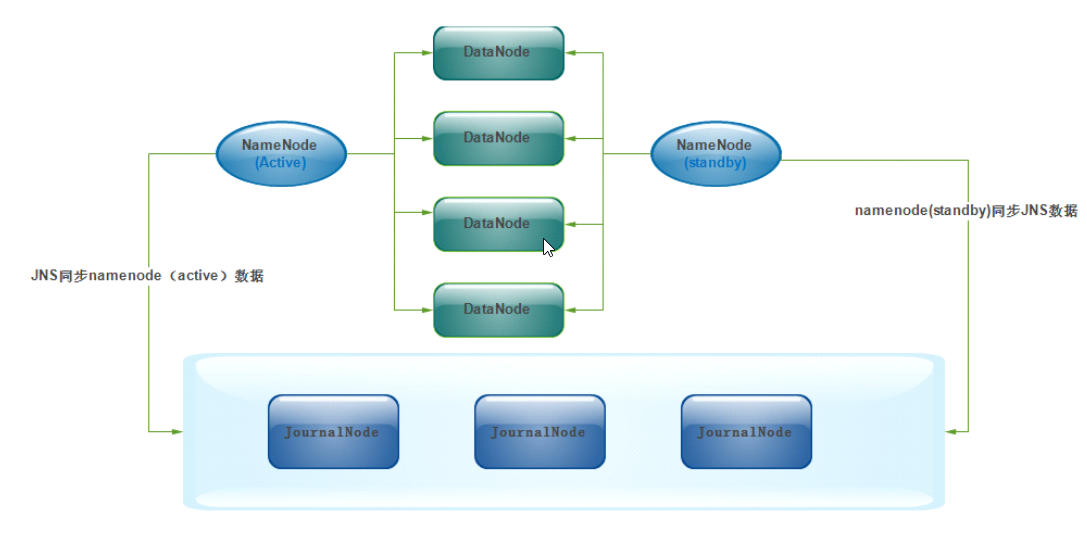 DataNode
DataNode
NameNode
(Active)
NameNode
(standby)
namenode(standby)同步JNS数据
DataNode
JNS同步namenode（active）数据
DataNode
JournalNode
JournalNode
JournalNode